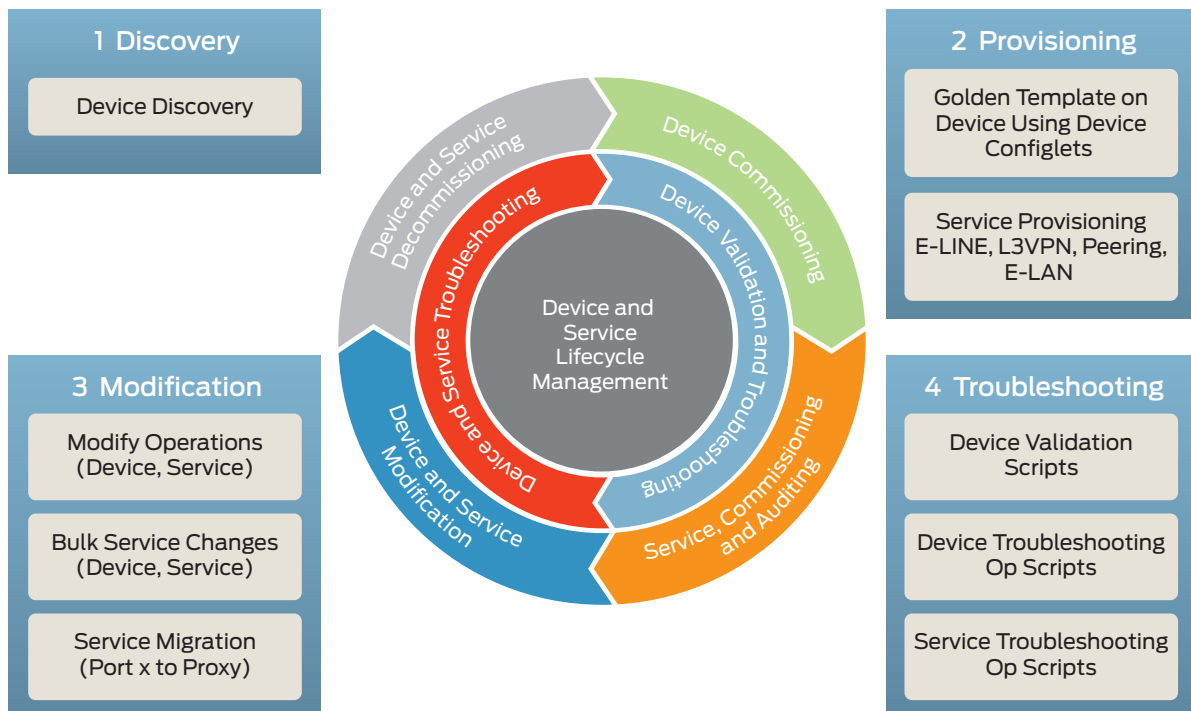 1 Discovery
Device Discovery
2 Provisioning
Golden Template on
Device Using Device
Configlets
Service Provisioning
E-LINE, L3VPN, Peering,
E-LAN
Device and Service
Decommissioning
Device Commissioning
Device and Service Troubleshooting
Device Validation and Troubleshooting
Device and
Service
Lifecycle
Management
Device and Service
Modification
Service, Commissioning
and Auditing
3 Modification
Modify Operations
(Device, Service)
Bulk Service Changes
(Device, Service)
Service Migration
(Port x to Proxy)
4 Troubleshooting
Device Validation
Scripts
Device Troubleshooting
Op Scripts
Service Troubleshooting
Op Scripts